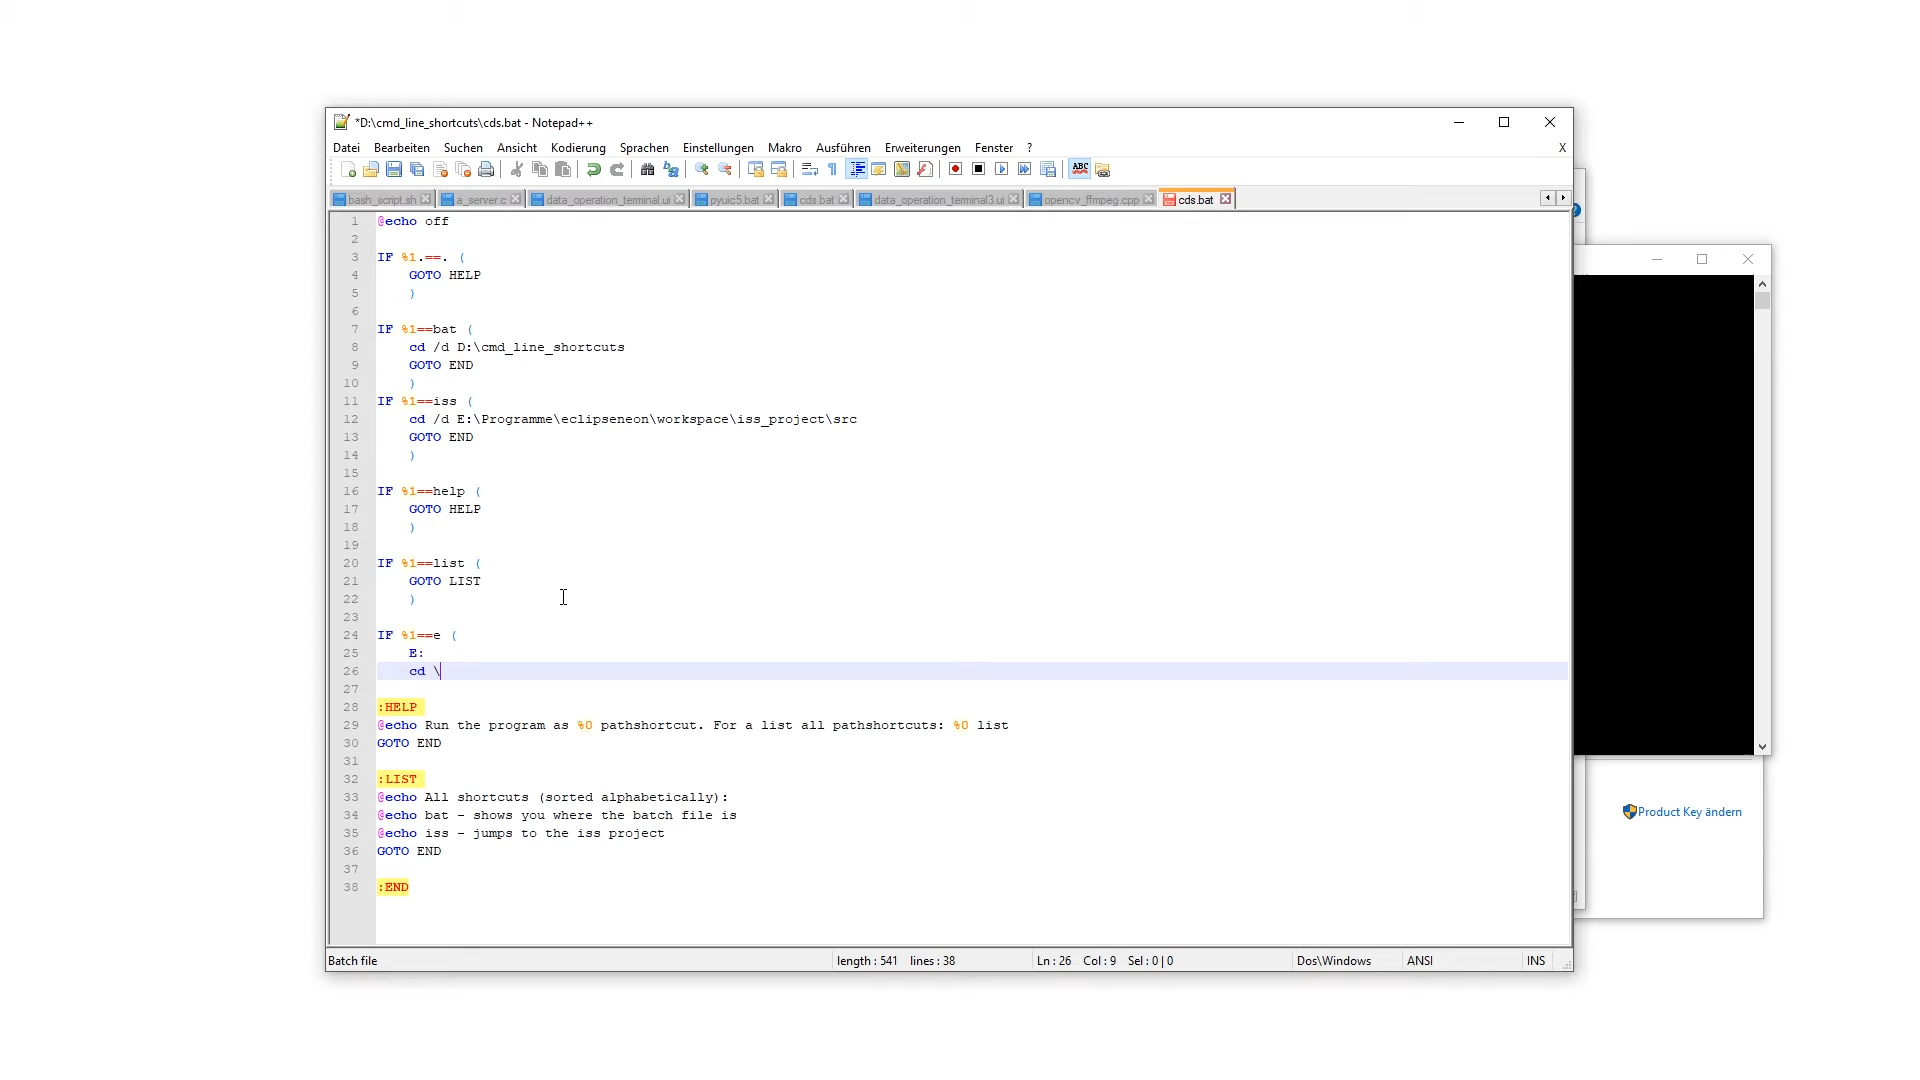 *D:\cmd_line_shortcuts\cds.bat - Notepad++
Datei Bearbeiten Suchen Ansicht Kodierung Sprachen Einstellungen Makro Ausführen Erweiterungen Fenster ? X
bash_script.sh a_server.c data_operation_terminal.ui pyuic5.bat cds.bat data_operation_terminal3.ui opencv_ffmpeg.cpp cds.bat
1 @echo off
2
3 IF %1.==. (
4 GOTO HELP
5 )
6
7 IF %1==bat (
8 cd /d D:\cmd_line_shortcuts
9 GOTO END
10 )
11 IF %1==iss (
12 cd /d E:\Programme\eclipseneon\workspace\iss_project\src
13 GOTO END
14 )
15
16 IF %1==help (
17 GOTO HELP
18 )
19
20 IF %1==list (
21 GOTO LIST
22 )
23
24 IF %1==e (
25 E:
26 cd \
27
28 :HELP
29 @echo Run the program as %0 pathshortcut. For a list all pathshortcuts: %0 list
30 GOTO END
31
32 :LIST
33 @echo All shortcuts (sorted alphabetically):
34 @echo bat - shows you where the batch file is
35 @echo iss - jumps to the iss project
36 GOTO END
37
38 :END
Product Key ändern
Batch file length : 541 lines : 38 Ln : 26 Col : 9 Sel : 0 | 0 Dos\Windows ANSI INS